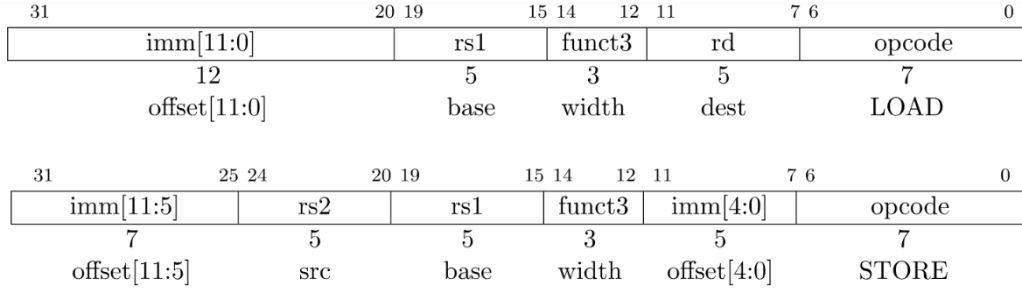 31 20 19 15 14 12 11 7 6 0
imm[11:0] rs1 funct3 rd opcode
12 5 3 5 7
offset[11:0] base width dest LOAD
31 25 24 20 19 15 14 12 11 7 6 0
imm[11:5] rs2 rs1 funct3 imm[4:0] opcode
7 5 5 3 5 7
offset[11:5] src base width offset[4:0] STORE